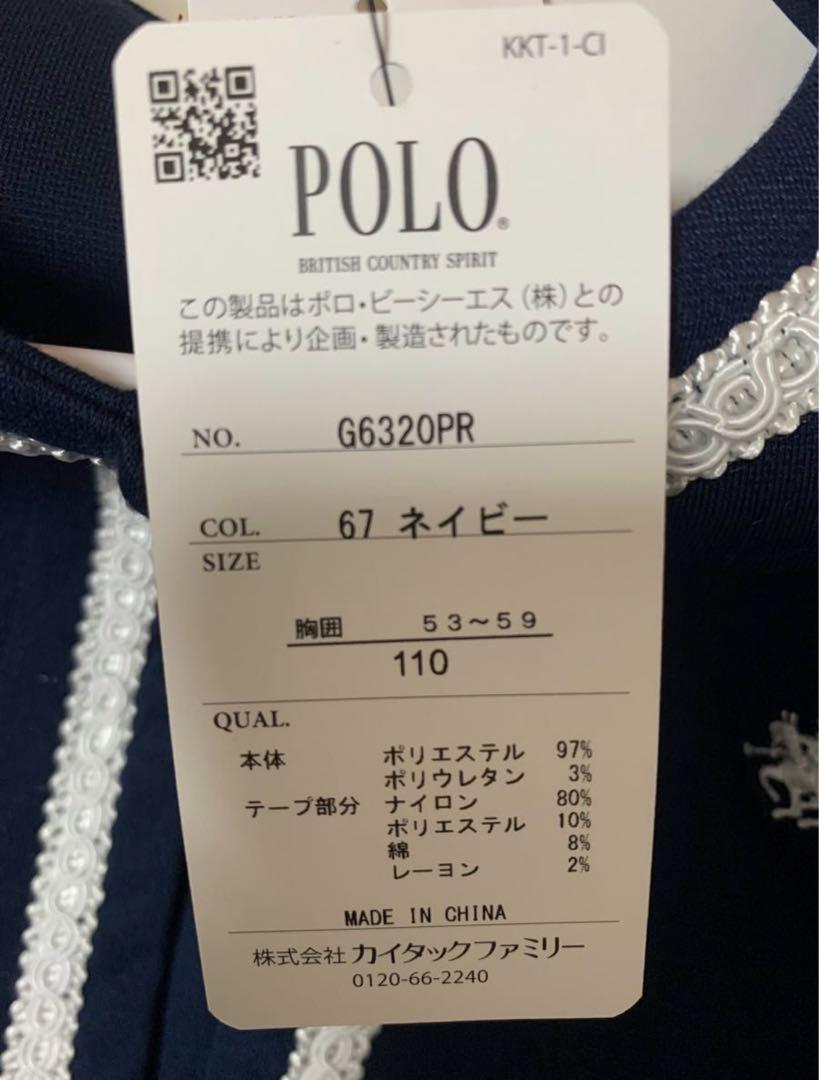 KKT-1-CI
POLO®
BRITISH COUNTRY SPIRIT
この製品はポロ・ビーシーエス(株)との
提携により企画・製造されたものです。
NO. G6320PR
COL. 67 ネイビー
SIZE
胸囲 53~59
110
QUAL.
本体 ポリエステル 97%
ポリウレタン 3%
テープ部分 ナイロン 80%
ポリエステル 10%
綿 8%
レーヨン 2%
MADE IN CHINA
株式会社カイタックファミリー
0120-66-2240